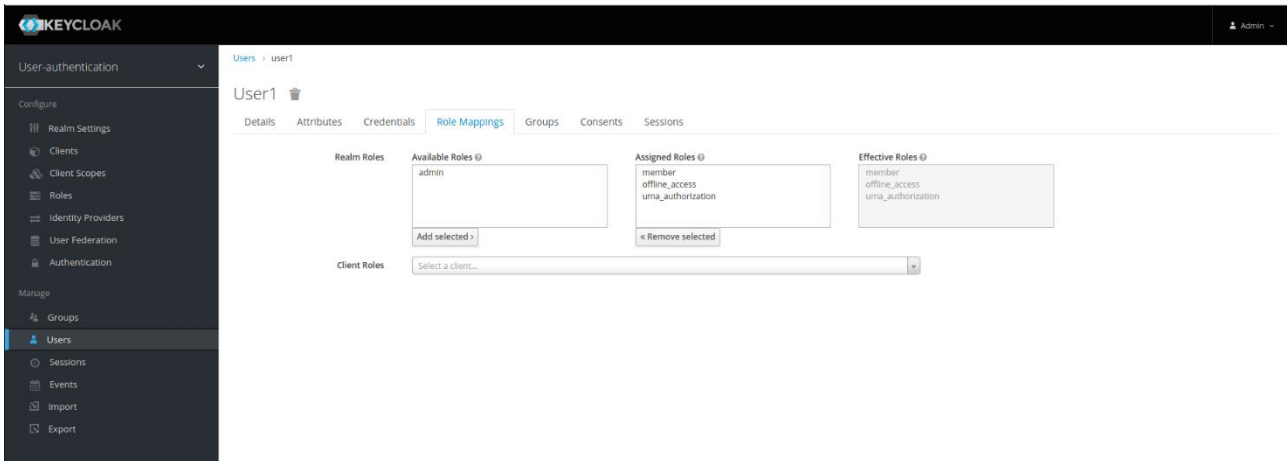 KEYCLOAK
Admin
User-authentication
Configure
Realm Settings
Clients
Client Scopes
Roles
Identity Providers
User Federation
Authentication
Manage
Groups
Users
Sessions
Events
Import
Export
Users > user1
User1
Details Attributes Credentials Role Mappings Groups Consents Sessions
Realm Roles
Available Roles
admin
Add selected »
Assigned Roles
member
offline_access
uma_authorization
« Remove selected
Effective Roles
member
offline_access
uma_authorization
Client Roles
Select a client...